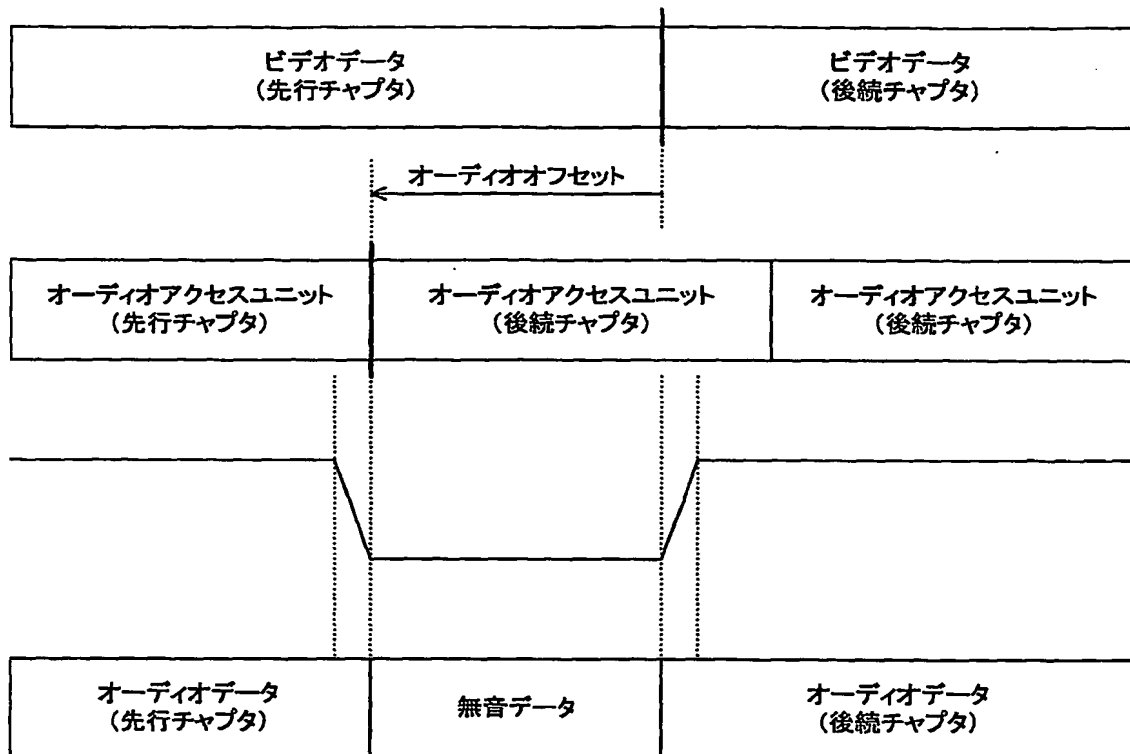 ビデオデータ
(先行チャプタ)
ビデオデータ
(後続チャプタ)
オーディオオフセット
オーディオアクセスユニット
(先行チャプタ)
オーディオアクセスユニット
(後続チャプタ)
オーディオアクセスユニット
(後続チャプタ)
オーディオデータ
(先行チャプタ)
無音データ
オーディオデータ
(後続チャプタ)